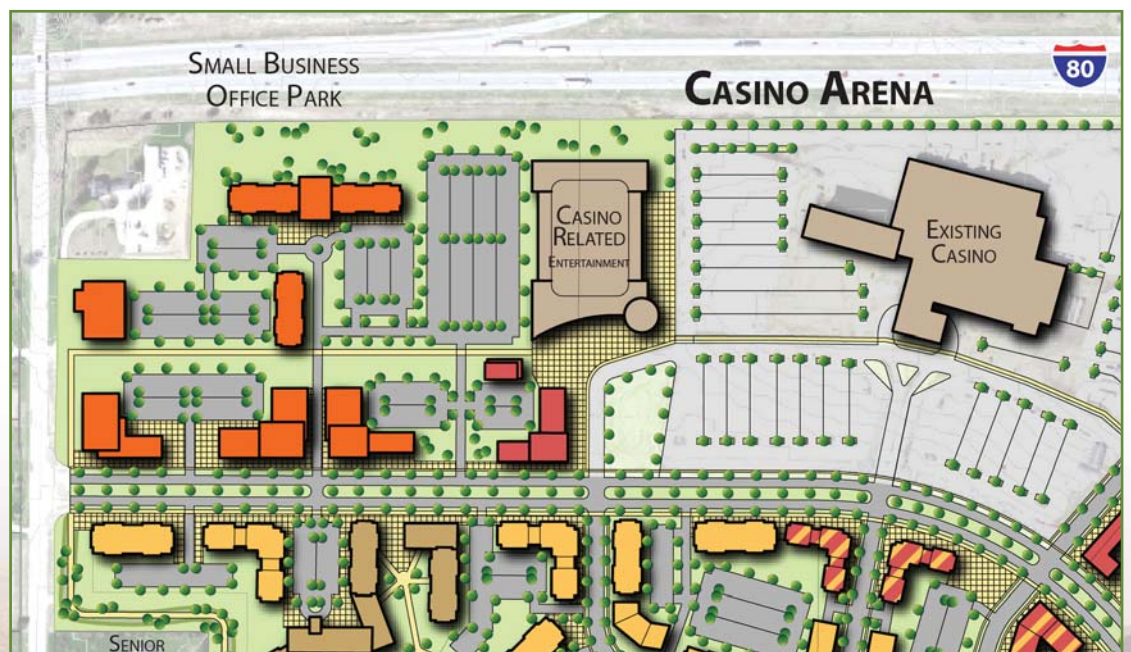 Small Business
Office Park
Casino Arena
80
Casino
Related
Entertainment
Existing
Casino
Senior